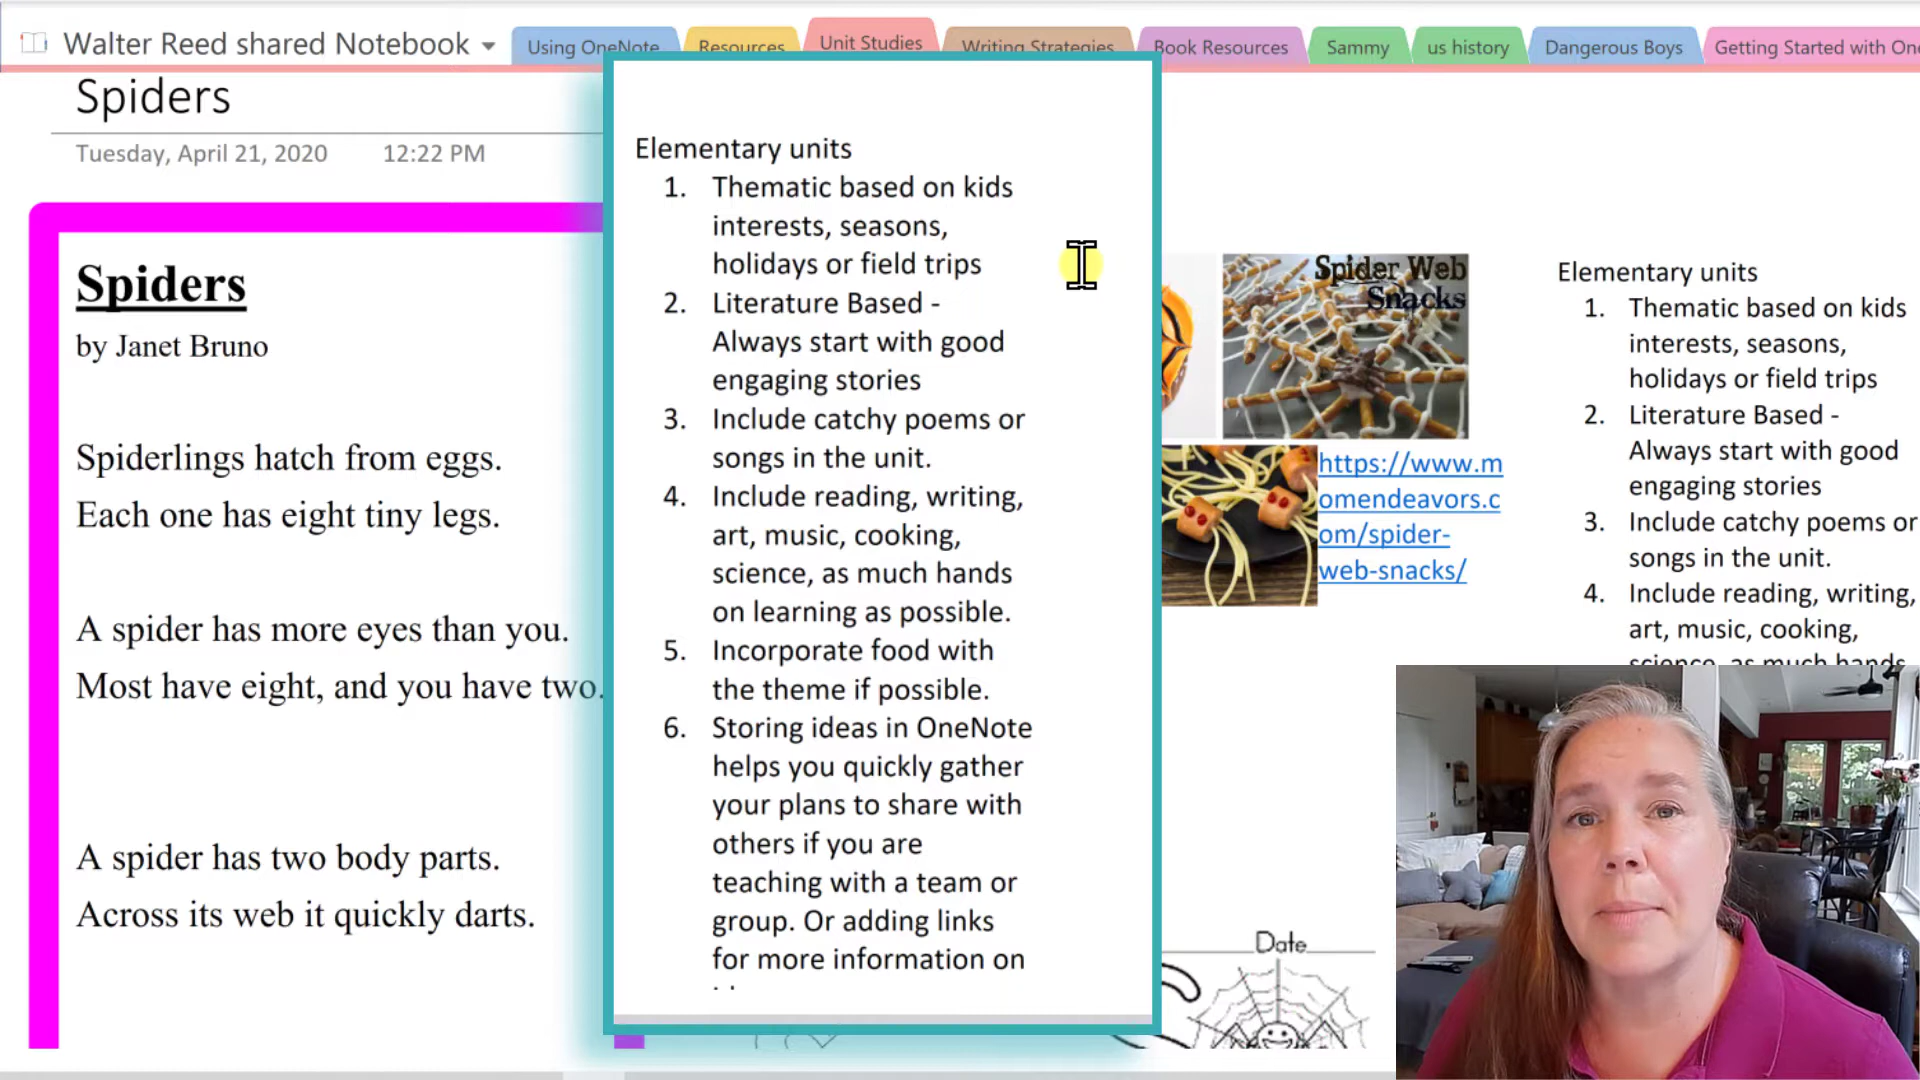 Walter Reed shared Notebook
Using OneNote
Resources
Unit Studies
Writing Strategies
Book Resources
Sammy
us history
Dangerous Boys
Getting Started with
Spiders
Tuesday, April 21, 2020 12:22 PM
Spiders
by Janet Bruno
Spiderlings hatch from eggs.
Each one has eight tiny legs.
A spider has more eyes than you.
Most have eight, and you have two.
A spider has two body parts.
Across its web it quickly darts.
Elementary units
1. Thematic based on kids
interests, seasons,
holidays or field trips
2. Literature Based -
Always start with good
engaging stories
3. Include catchy poems or
songs in the unit.
4. Include reading, writing,
art, music, cooking,
science, as much hands
on learning as possible.
5. Incorporate food with
the theme if possible.
6. Storing ideas in OneNote
helps you quickly gather
your plans to share with
others if you are
teaching with a team or
group. Or adding links
for more information on
Spider Web
Snacks
https://www.m
omendeavors.c
om/spider-
web-snacks/
Date
Elementary units
1. Thematic based on kids
interests, seasons,
holidays or field trips
2. Literature Based -
Always start with good
engaging stories
3. Include catchy poems or
songs in the unit.
4. Include reading, writing,
art, music, cooking,
science, as much hands